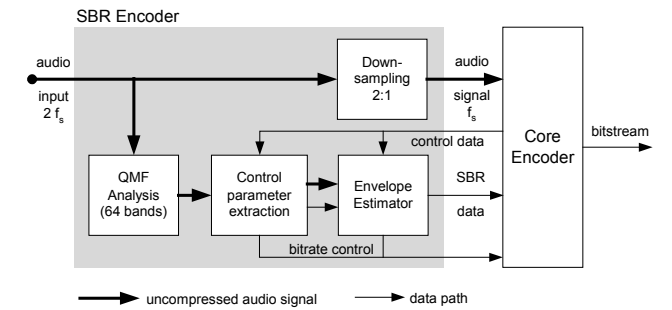 SBR Encoder
audio
input
2 fs
Down-
sampling
2:1
audio
signal
fs
Core
Encoder
bitstream
control data
QMF
Analysis
(64 bands)
Control
parameter
extraction
Envelope
Estimator
SBR
data
bitrate control
uncompressed audio signal
data path